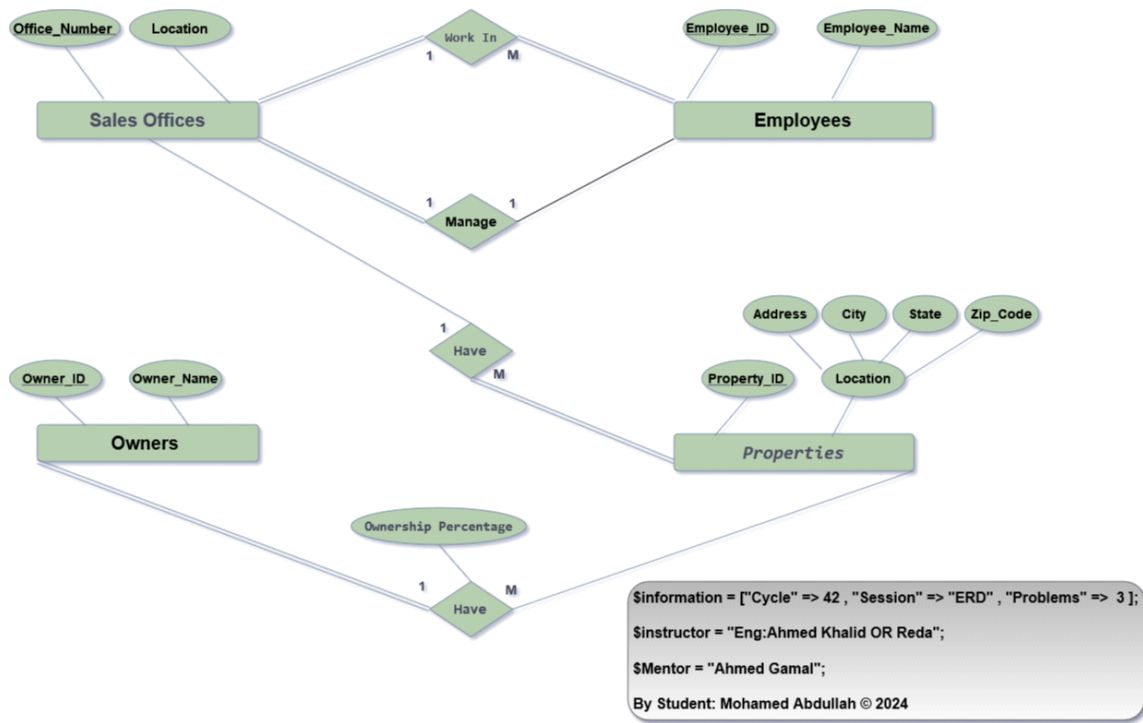 Office_Number
Location
Work In
1
M
Employee_ID
Employee_Name
Sales Offices
Employees
1
1
Manage
Address
City
State
Zip_Code
1
Have
M
Owner_ID
Owner_Name
Property_ID
Location
Owners
Properties
Ownership Percentage
1
M
Have
$information = ["Cycle" => 42 , "Session" => "ERD" , "Problems" => 3 ];
$instructor = "Eng:Ahmed Khalid OR Reda";
$Mentor = "Ahmed Gamal";
By Student: Mohamed Abdullah © 2024